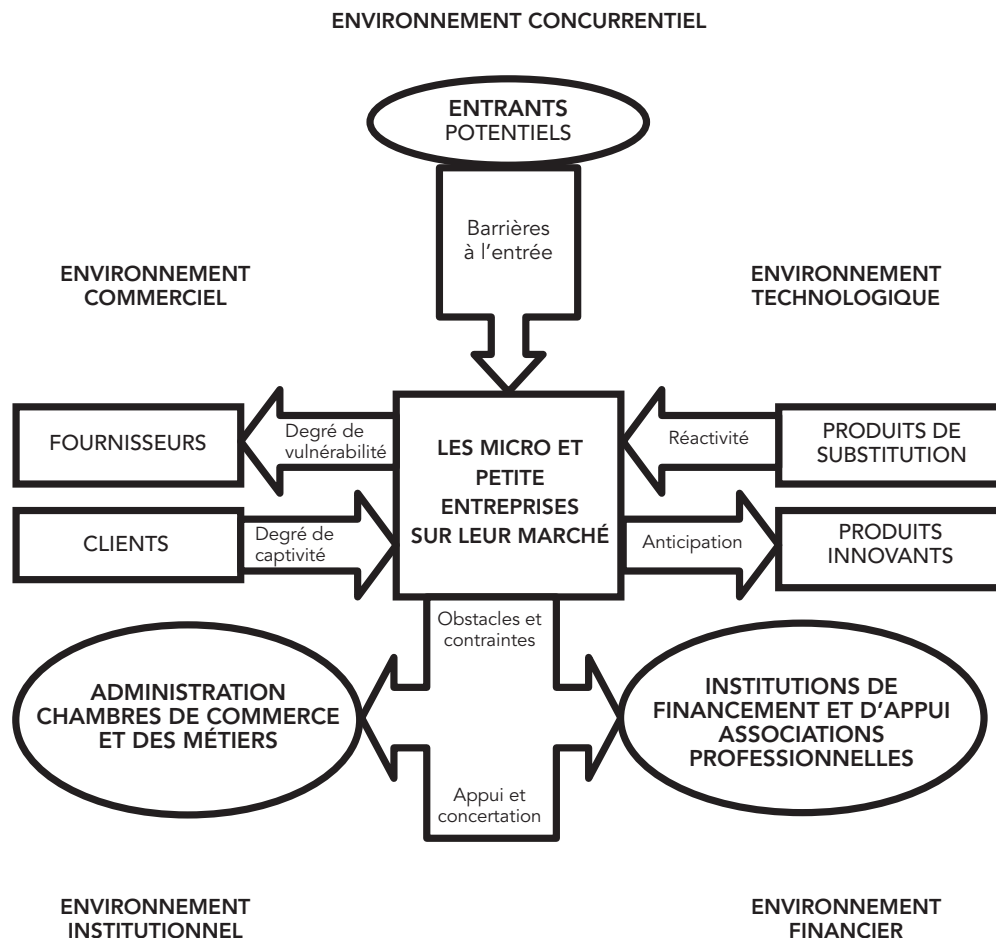 ENVIRONNEMENT CONCURRENTIEL
ENTRANTS
POTENTIELS
Barrières
à l'entrée
ENVIRONNEMENT
COMMERCIEL
ENVIRONNEMENT
TECHNOLOGIQUE
FOURNISSEURS
Degré de
vulnérabilité
LES MICRO ET
PETITE
ENTREPRISES
SUR LEUR MARCHÉ
Réactivité
PRODUITS DE
SUBSTITUTION
CLIENTS
Degré de
captivité
Anticipation
PRODUITS
INNOVANTS
Obstacles et
contraintes
ADMINISTRATION
CHAMBRES DE COMMERCE
ET DES MÉTIERS
INSTITUTIONS DE
FINANCEMENT ET D'APPUI
ASSOCIATIONS
PROFESSIONNELLES
Appui et
concertation
ENVIRONNEMENT
INSTITUTIONNEL
ENVIRONNEMENT
FINANCIER